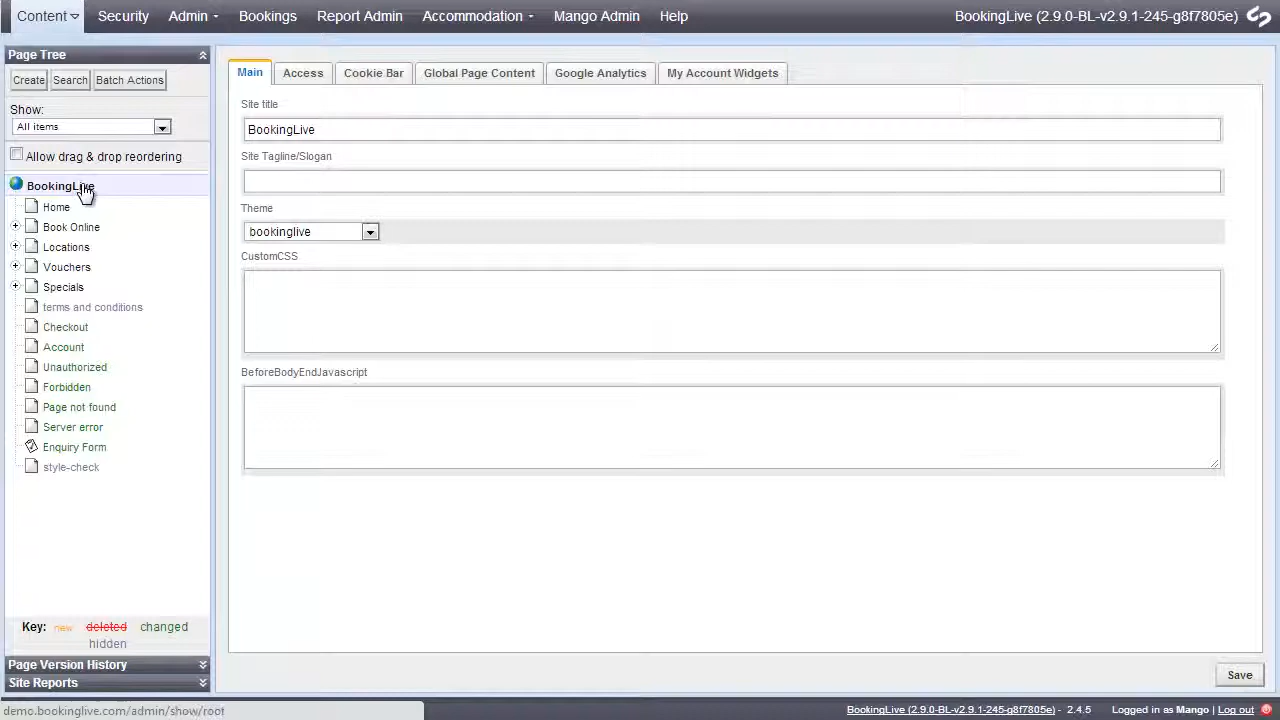 Content Security Admin Bookings Report Admin Accommodation Mango Admin Help BookingLive (2.9.0-BL-v2.9.1-245-g8f7805e)
Page Tree
Create Search Batch Actions
Show:
All items
Allow drag & drop reordering
BookingLive
Home
Book Online
Locations
Vouchers
Specials
terms and conditions
Checkout
Account
Unauthorized
Forbidden
Page not found
Server error
Enquiry Form
style-check
Key: new deleted changed
hidden
Page Version History
Site Reports
Main Access Cookie Bar Global Page Content Google Analytics My Account Widgets
Site title
BookingLive
Site Tagline/Slogan
Theme
bookinglive
CustomCSS
BeforeBodyEndJavascript
Save
demo.bookinglive.com/admin/show/root
BookingLive (2.9.0-BL-v2.9.1-245-g8f7805e) - 2.4.5 Logged in as Mango | Log out